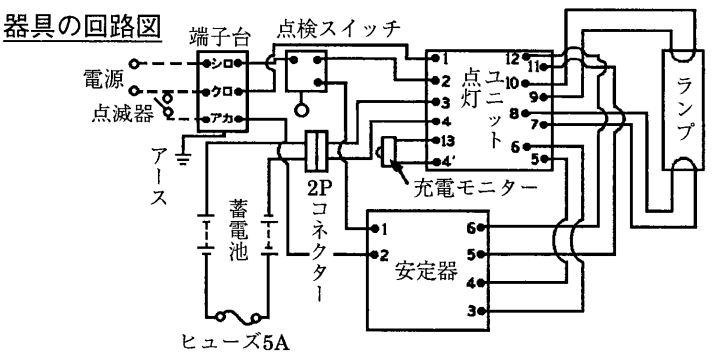 器具の回路図
端子台
点検スイッチ
電源
点滅器
シロ
クロ
アカ
アース
1
2
3
4
13
4'
点灯
ユニット
12
11
10
9
8
7
6
5
ランプ
2Pコネクター
充電モニター
蓄電池
ヒューズ5A
1
2
安定器
6
5
4
3